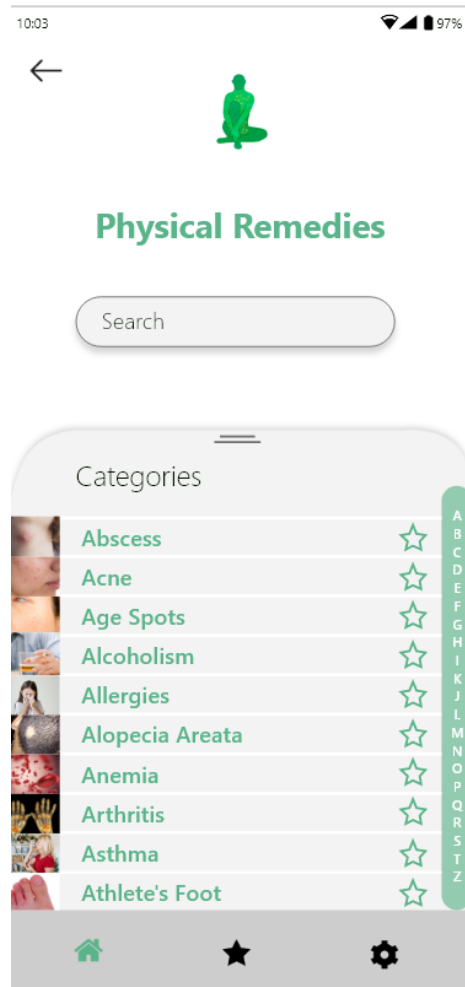 10:03
97%
Physical Remedies
Search
Categories
Abscess
Acne
Age Spots
Alcoholism
Allergies
Alopecia Areata
Anemia
Arthritis
Asthma
Athlete's Foot
A
B
C
D
E
F
G
H
I
K
J
L
M
N
O
P
Q
R
S
T
Z